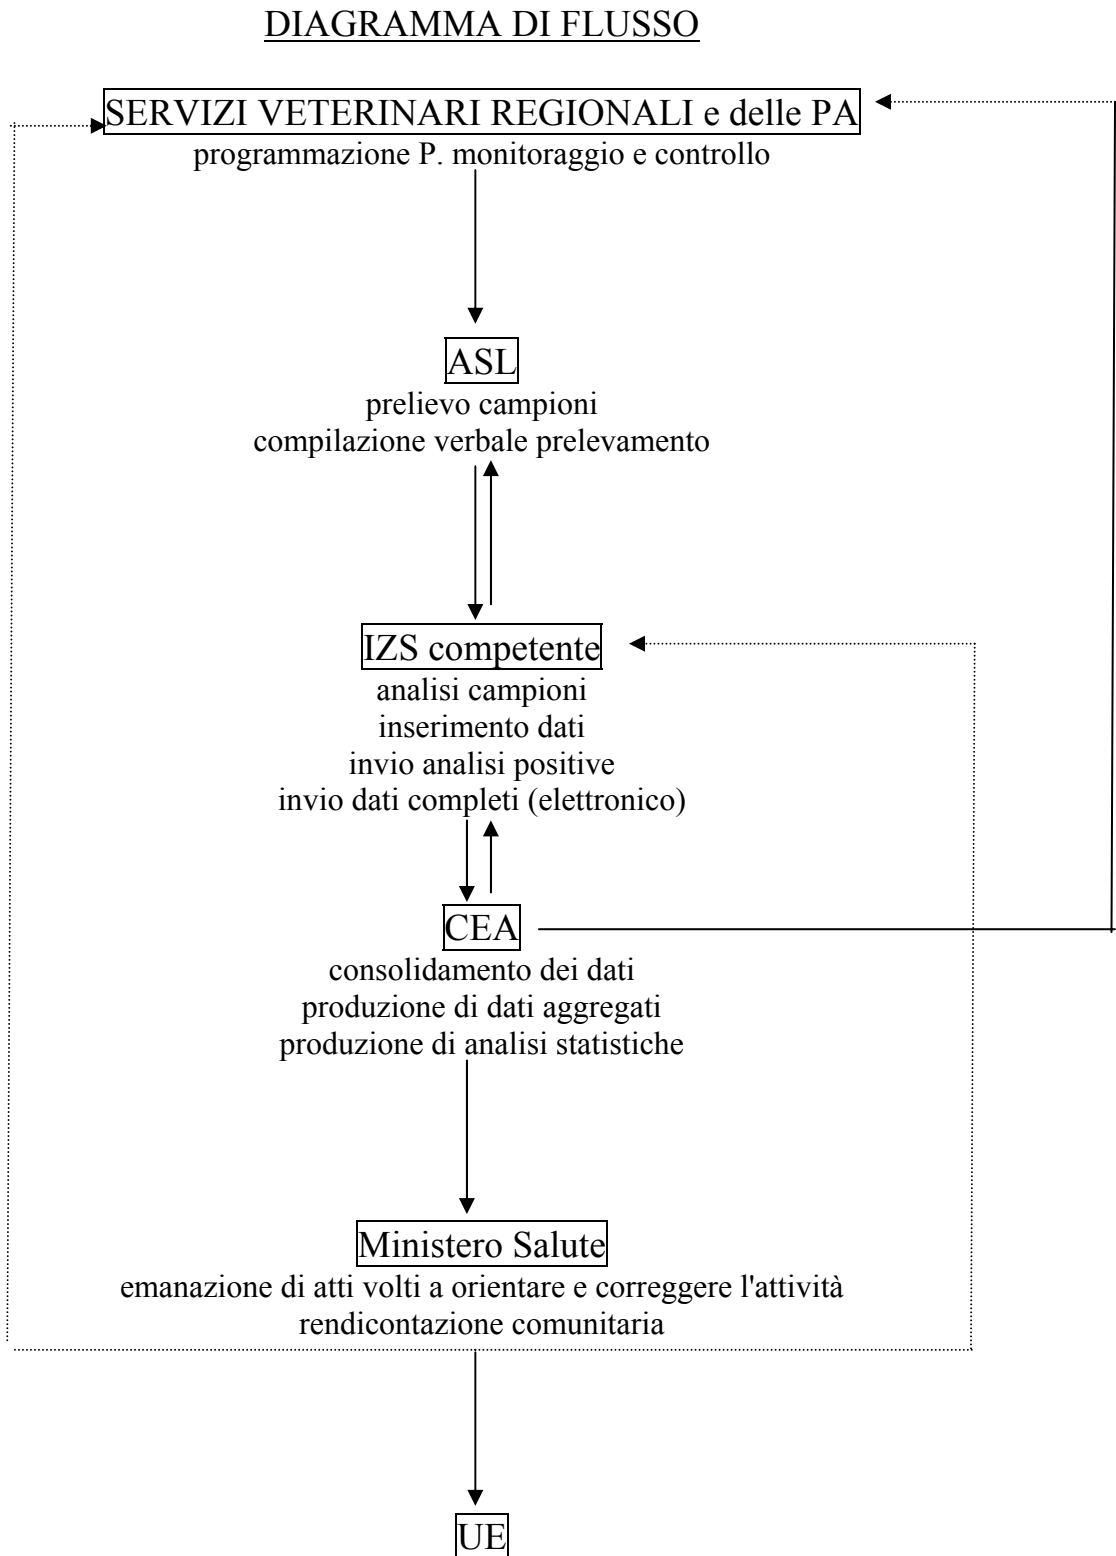 DIAGRAMMA DI FLUSSO
SERVIZI VETERINARI REGIONALI e delle PA
programmazione P. monitoraggio e controllo
ASL
prelievo campioni
compilazione verbale prelevamento
IZS competente
analisi campioni
inserimento dati
invio analisi positive
invio dati completi (elettronico)
CEA
consolidamento dei dati
produzione di dati aggregati
produzione di analisi statistiche
Ministero Salute
emanazione di atti volti a orientare e correggere l'attività
rendicontazione comunitaria
UE